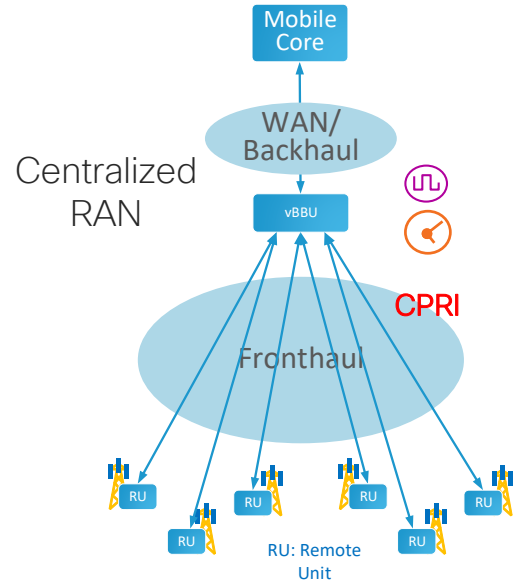 Mobile
Core
WAN/
Backhaul
Centralized
RAN
vBBU
CPRI
Fronthaul
RU
RU
RU
RU
RU
RU
RU: Remote
Unit